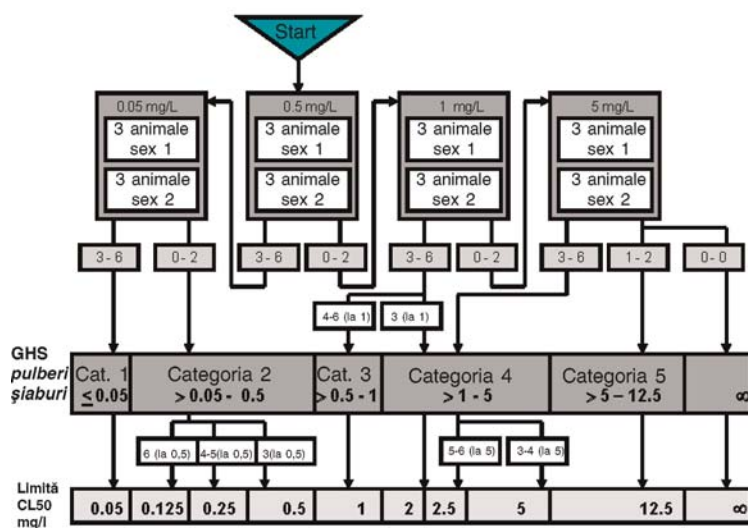 Start
0.05 mg/L
0.5 mg/L
1 mg/L
5 mg/L
3 animale
sex 1
3 animale
sex 1
3 animale
sex 1
3 animale
sex 1
3 animale
sex 2
3 animale
sex 2
3 animale
sex 2
3 animale
sex 2
3 - 6
0 - 2
3 - 6
0 - 2
3 - 6
0 - 2
3 - 6
1 - 2
0 - 0
4-6 (la 1)
3 (la 1)
GHS
pulberi
şiaburi
Cat. 1
≤0.05
Categoria 2
> 0.05 - 0.5
Cat. 3
> 0.5 - 1
Categoria 4
> 1 - 5
Categoria 5
> 5 – 12.5
∞
6 (la 0,5)
4-5(la 0,5)
3(la 0,5)
5-6 (la 5)
3-4 (la 5)
Limită
CL50
mg/l
0.05
0.125
0.25
0.5
1
2
2.5
5
12.5
∞